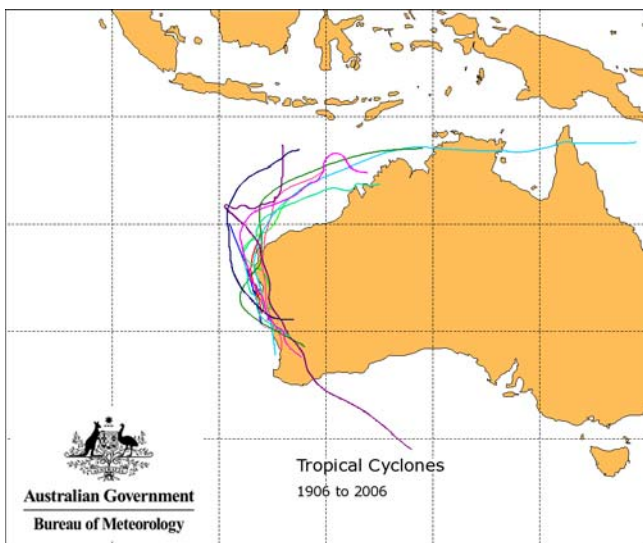 Tropical Cyclones
1906 to 2006
Australian Government
Bureau of Meteorology